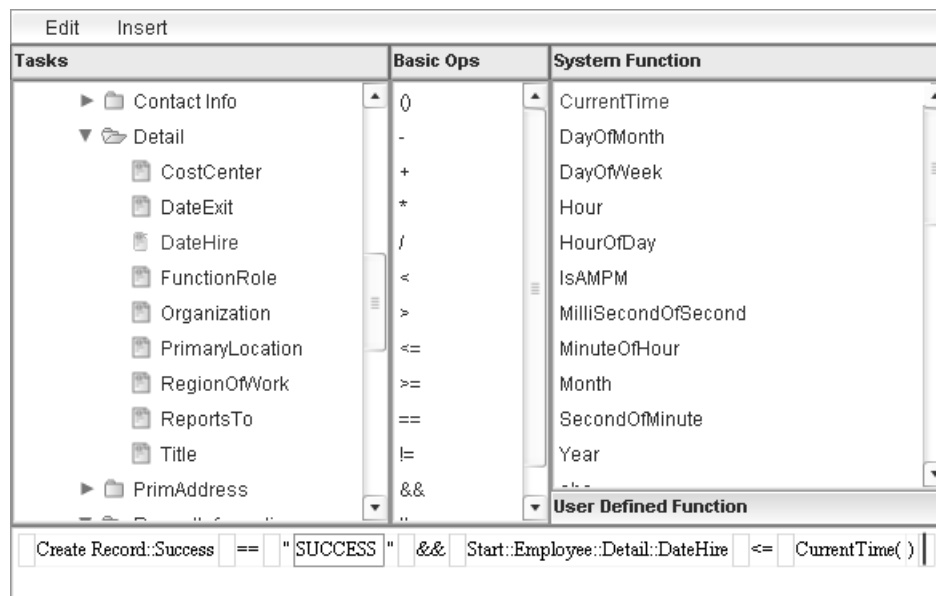 Edit Insert
Tasks Basic Ops System Function
Contact Info () CurrentTime
Detail - DayOfMonth
CostCenter + DayOfWeek
DateExit * Hour
DateHire / HourOfDay
FunctionRole < IsAMPM
Organization > MilliSecondOfSecond
PrimaryLocation <= MinuteOfHour
RegionOfWork >= Month
ReportsTo == SecondOfMinute
Title != Year
PrimAddress &&
User Defined Function
Create Record::Success == " SUCCESS " && Start::Employee::Detail::DateHire <= CurrentTime( )